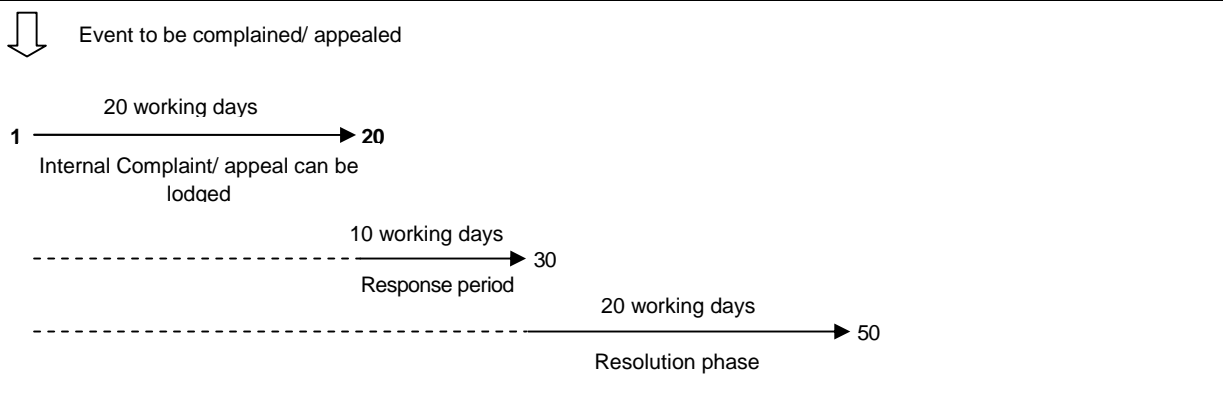 Event to be complained/ appealed
20 working days
1
20
Internal Complaint/ appeal can be
lodged
10 working days
30
Response period
20 working days
50
Resolution phase